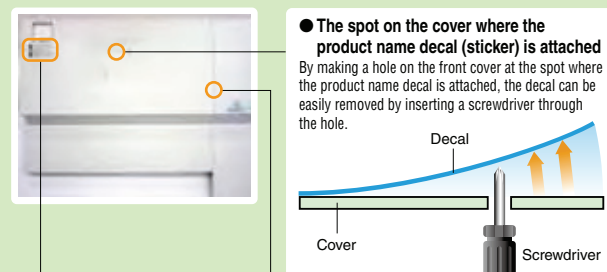 ● The spot on the cover where the
product name decal (sticker) is attached
By making a hole on the front cover at the spot where
the product name decal is attached, the decal can be
easily removed by inserting a screwdriver through
the hole.
Decal
Cover
Screwdriver